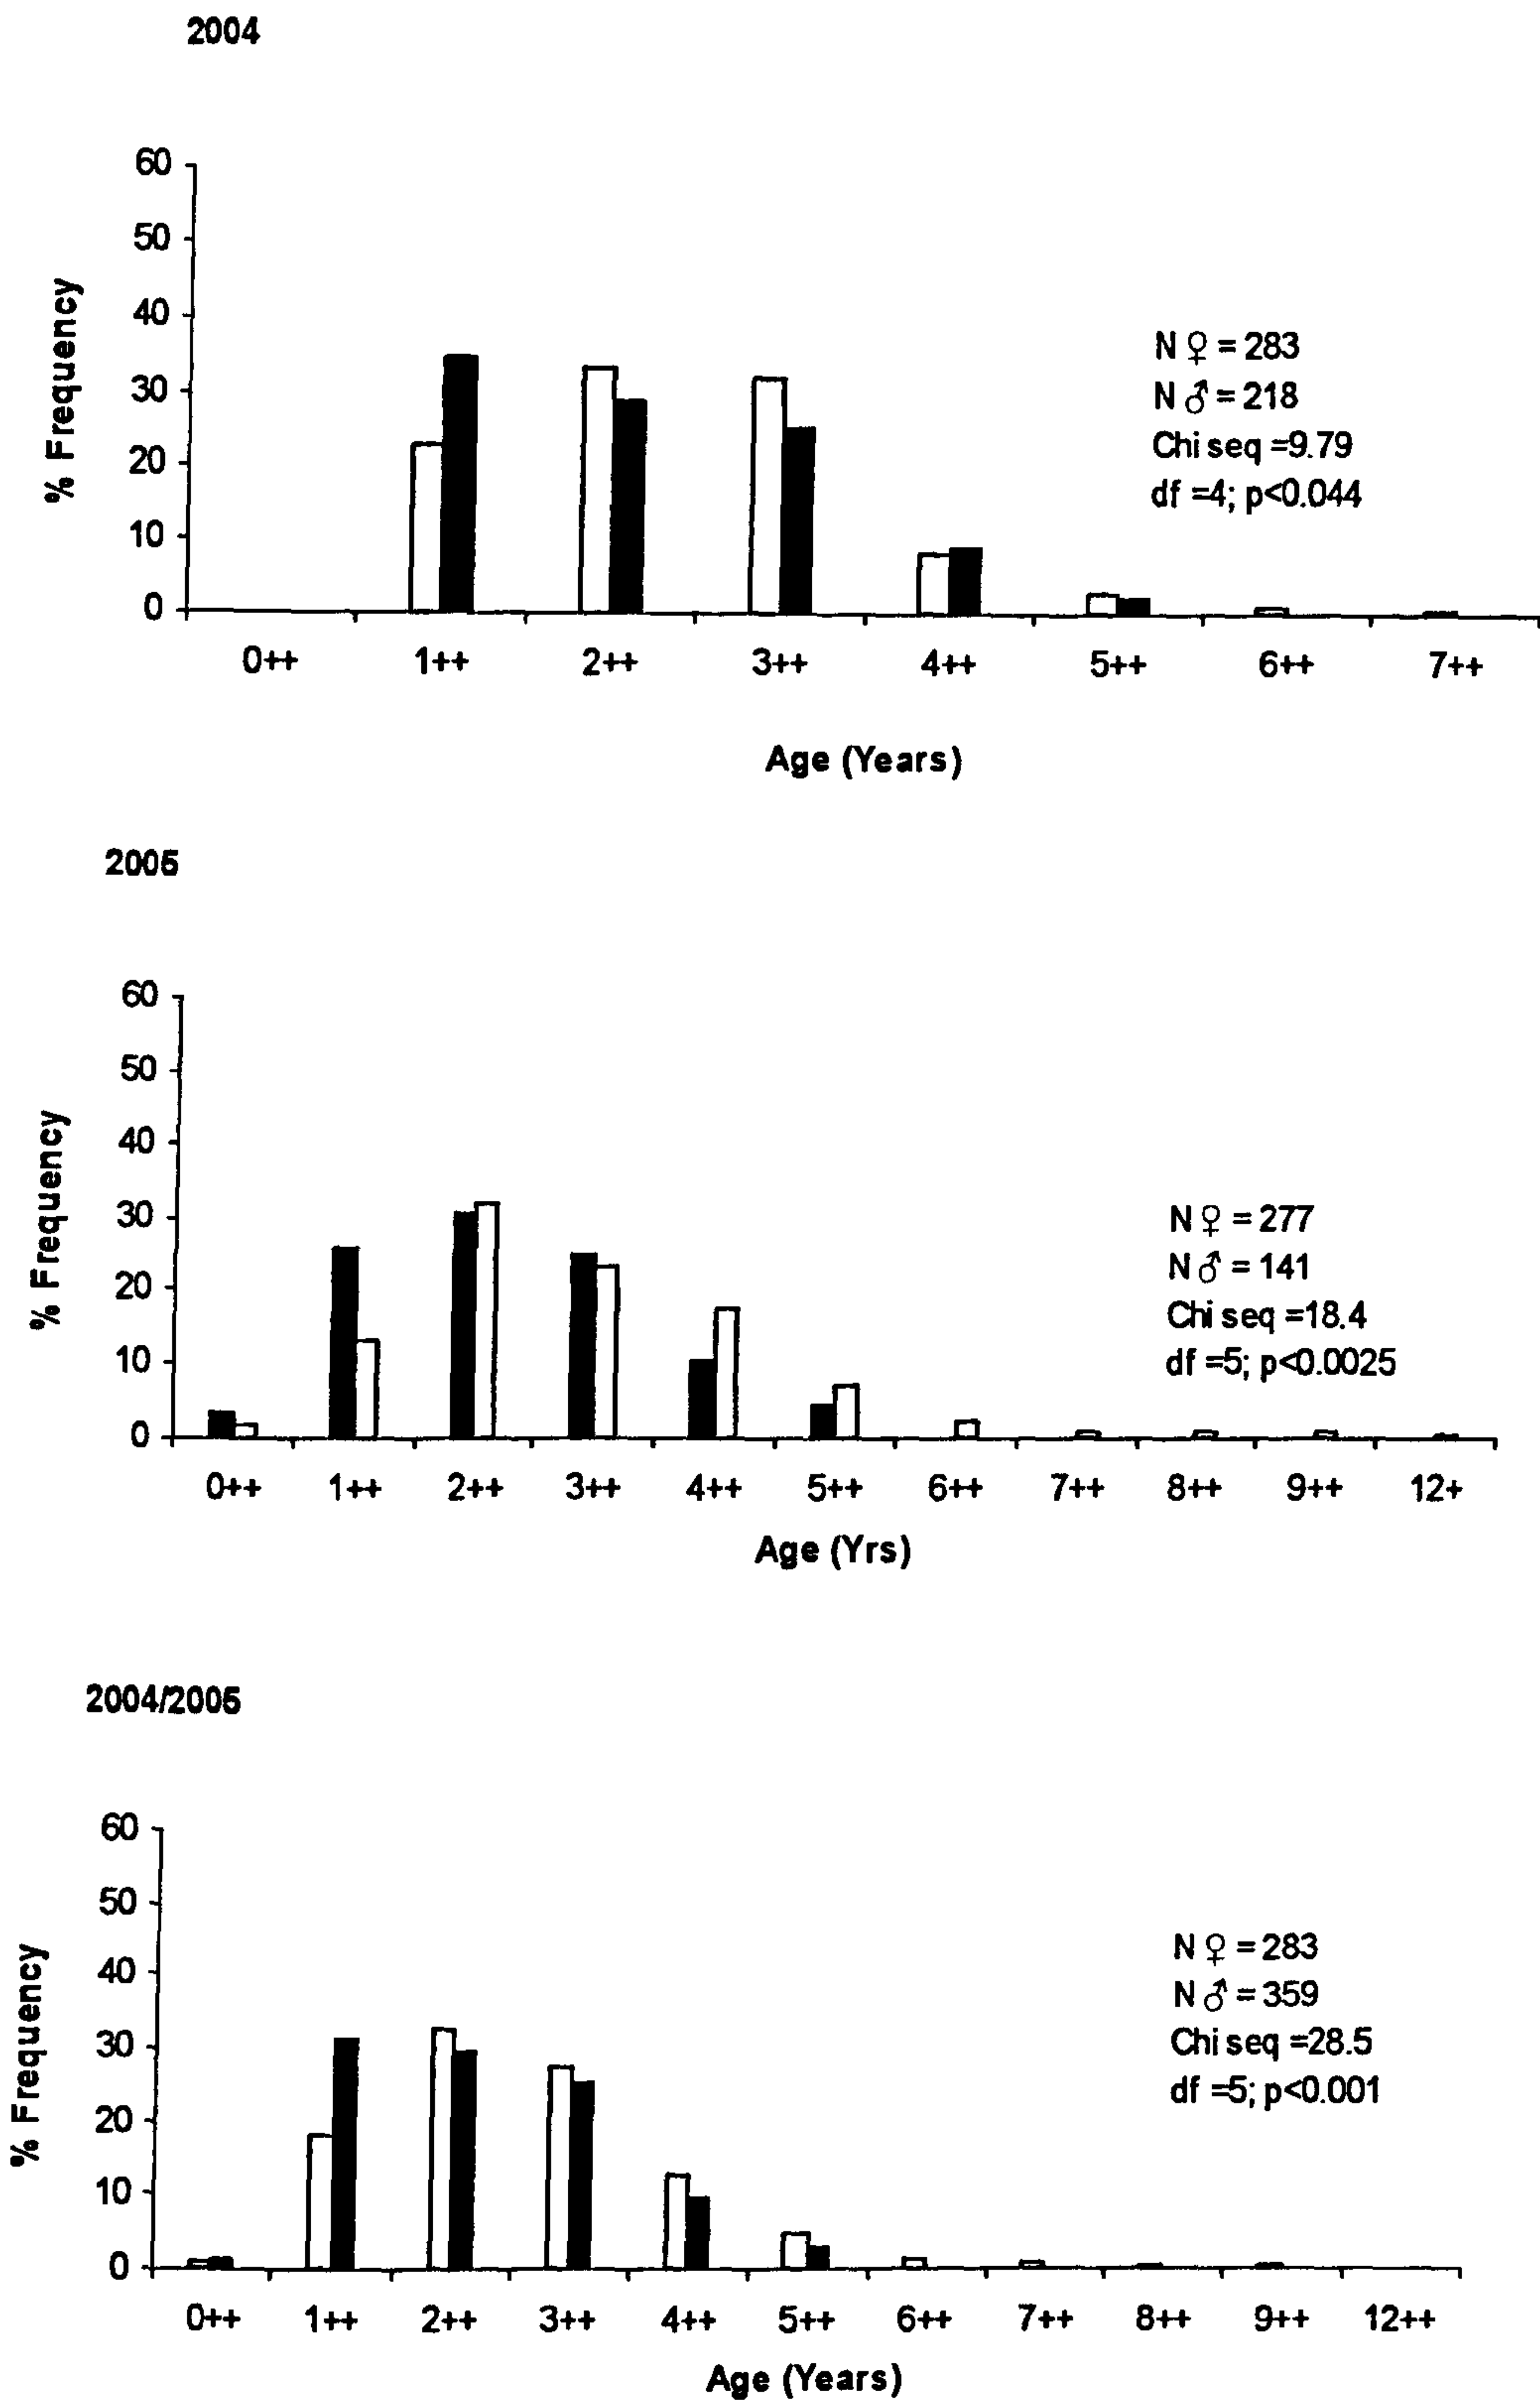 2004
60
50
40
30
20
10
0
% Frequency
N ♀ = 283
N ♂ = 218
Chi seq =9.79
df =4; p<0.044
0++ 1++ 2++ 3++ 4++ 5++ 6++ 7++
Age (Years)
2005
60
50
40
30
20
10
0
% Frequency
N ♀ = 277
N ♂ = 141
Chi seq =18.4
df =5; p<0.0025
0++ 1++ 2++ 3++ 4++ 5++ 6++ 7++ 8++ 9++ 12+
Age (Yrs)
2004/2005
60
50
40
30
20
10
0
% Frequency
N ♀ = 283
N ♂ = 359
Chi seq =28.5
df =5; p<0.001
0++ 1++ 2++ 3++ 4++ 5++ 6++ 7++ 8++ 9++ 12++
Age (Years)